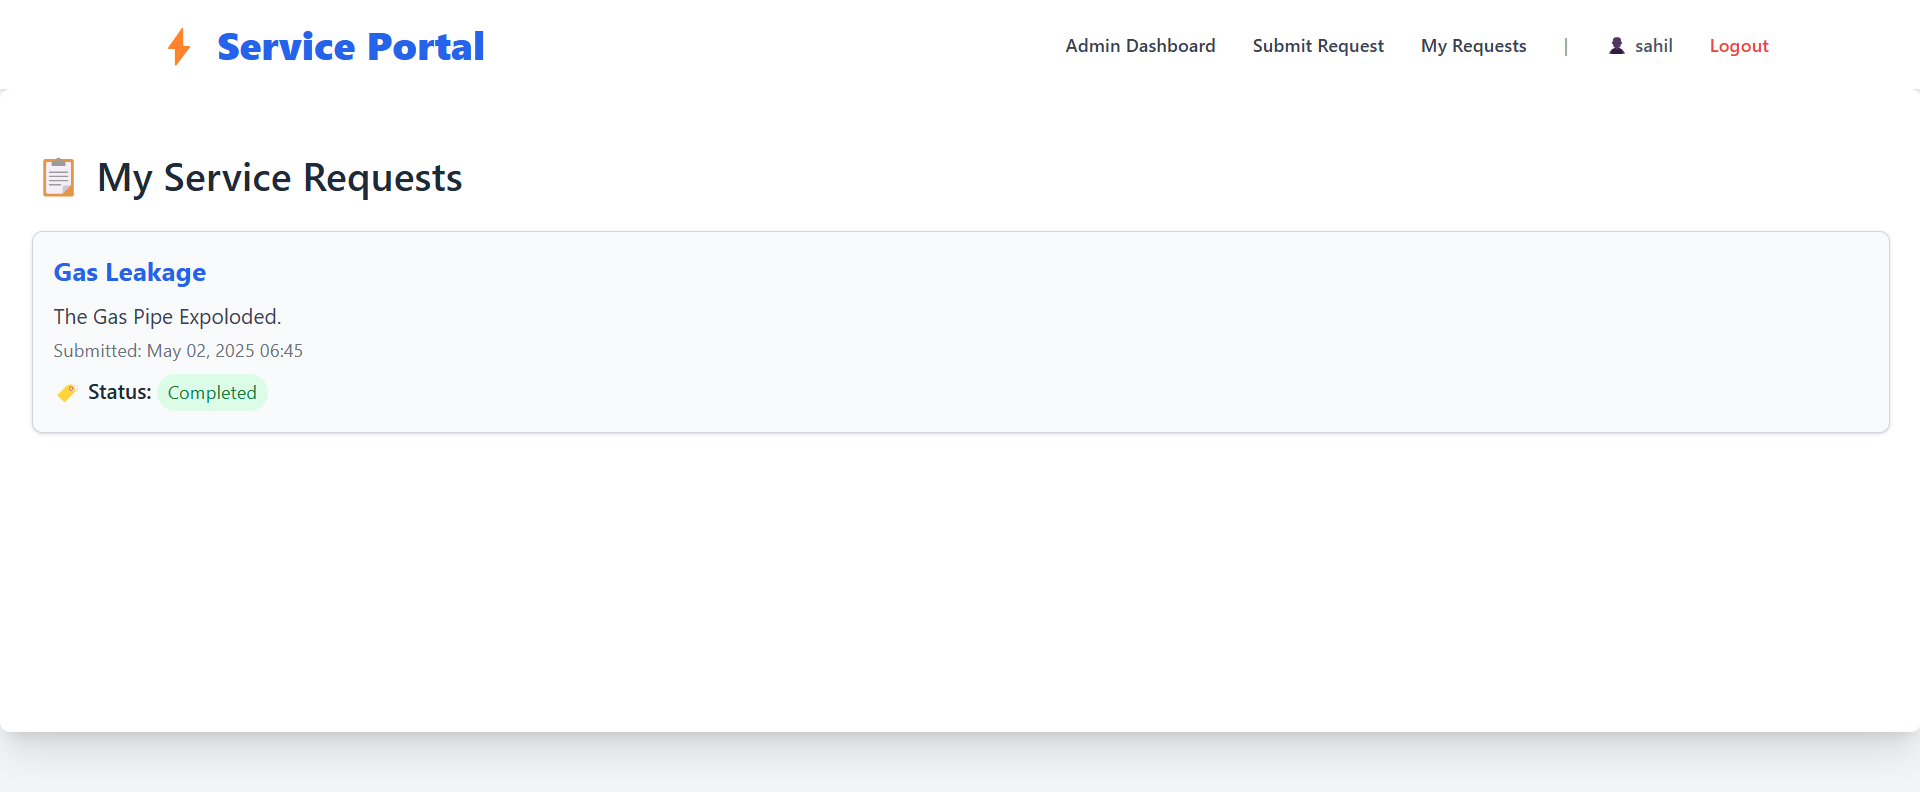 Service Portal
Admin Dashboard
Submit Request
My Requests
|
sahil
Logout
My Service Requests
Gas Leakage
The Gas Pipe Expoloded.
Submitted: May 02, 2025 06:45
Status: Completed